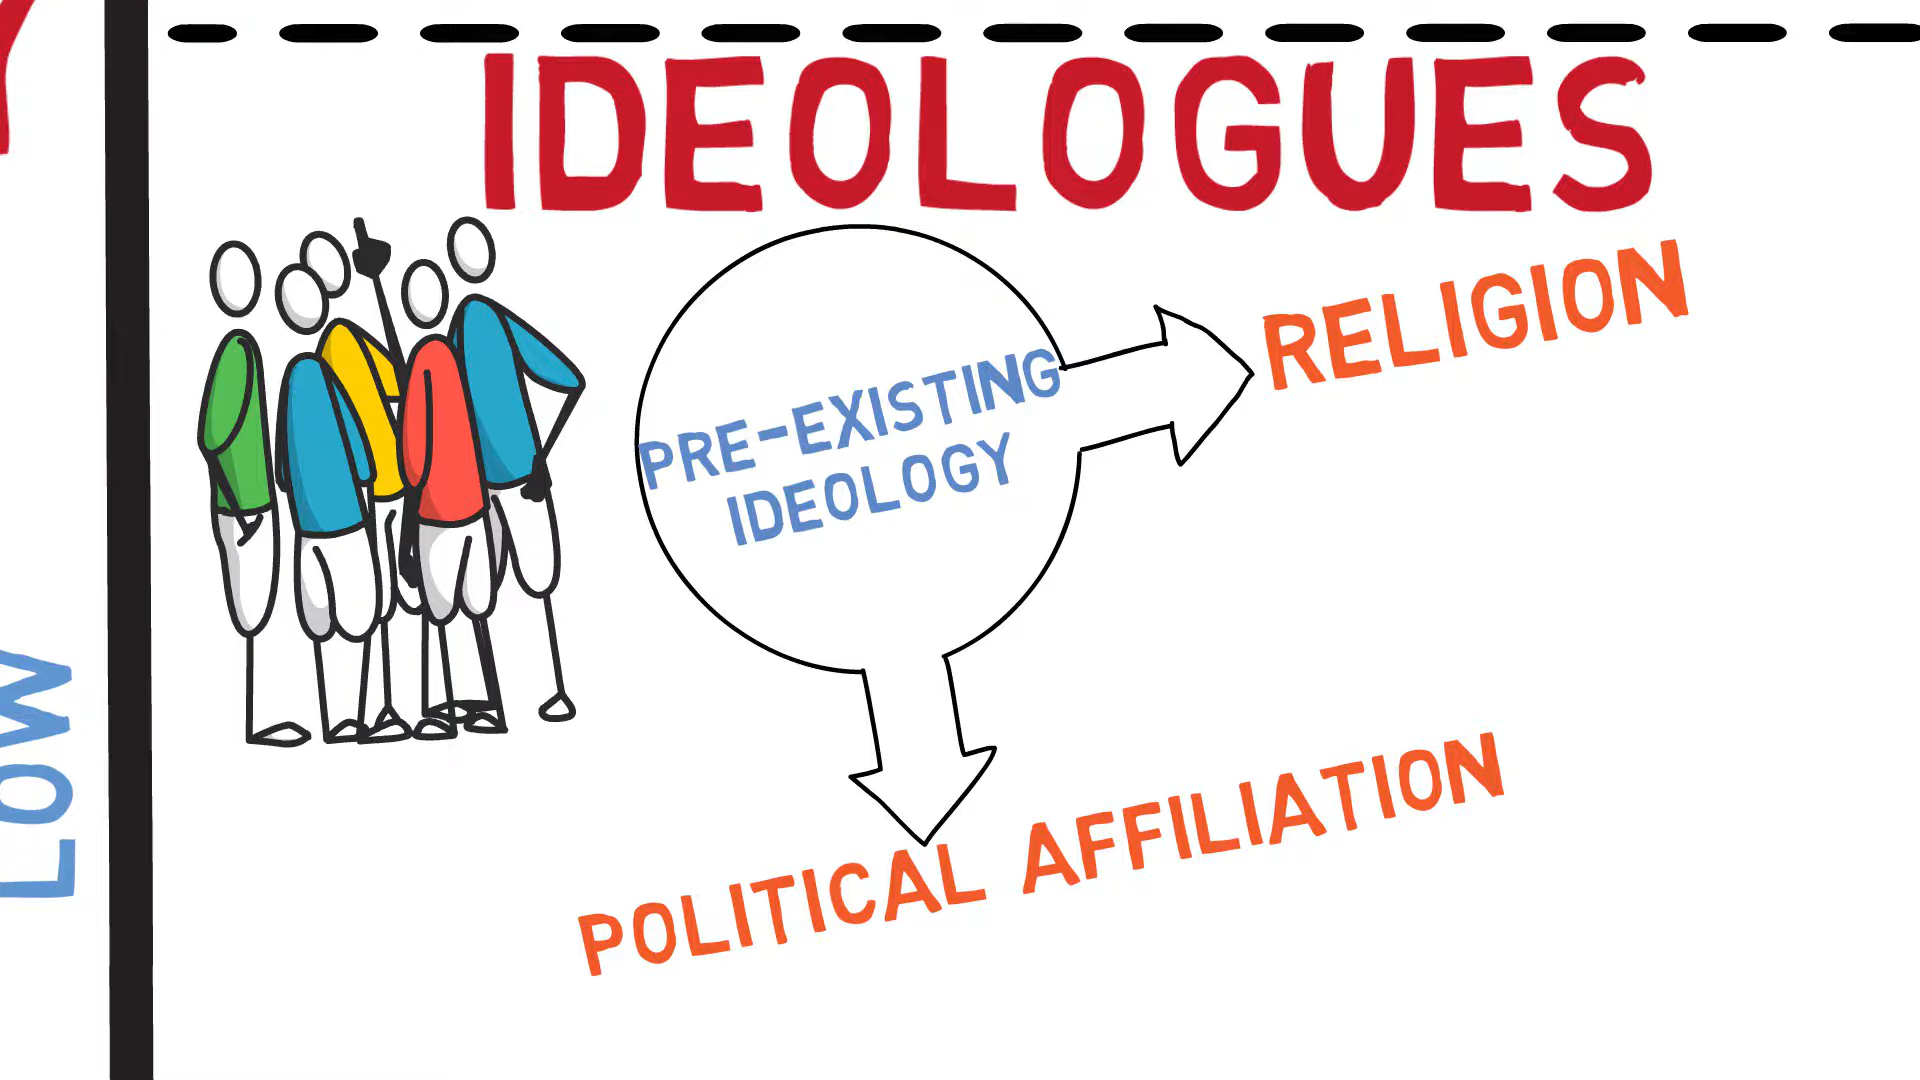 IDEOLOGUES
RELIGION
PRE-EXISTING
IDEOLOGY
LOW
POLITICAL AFFILIATION